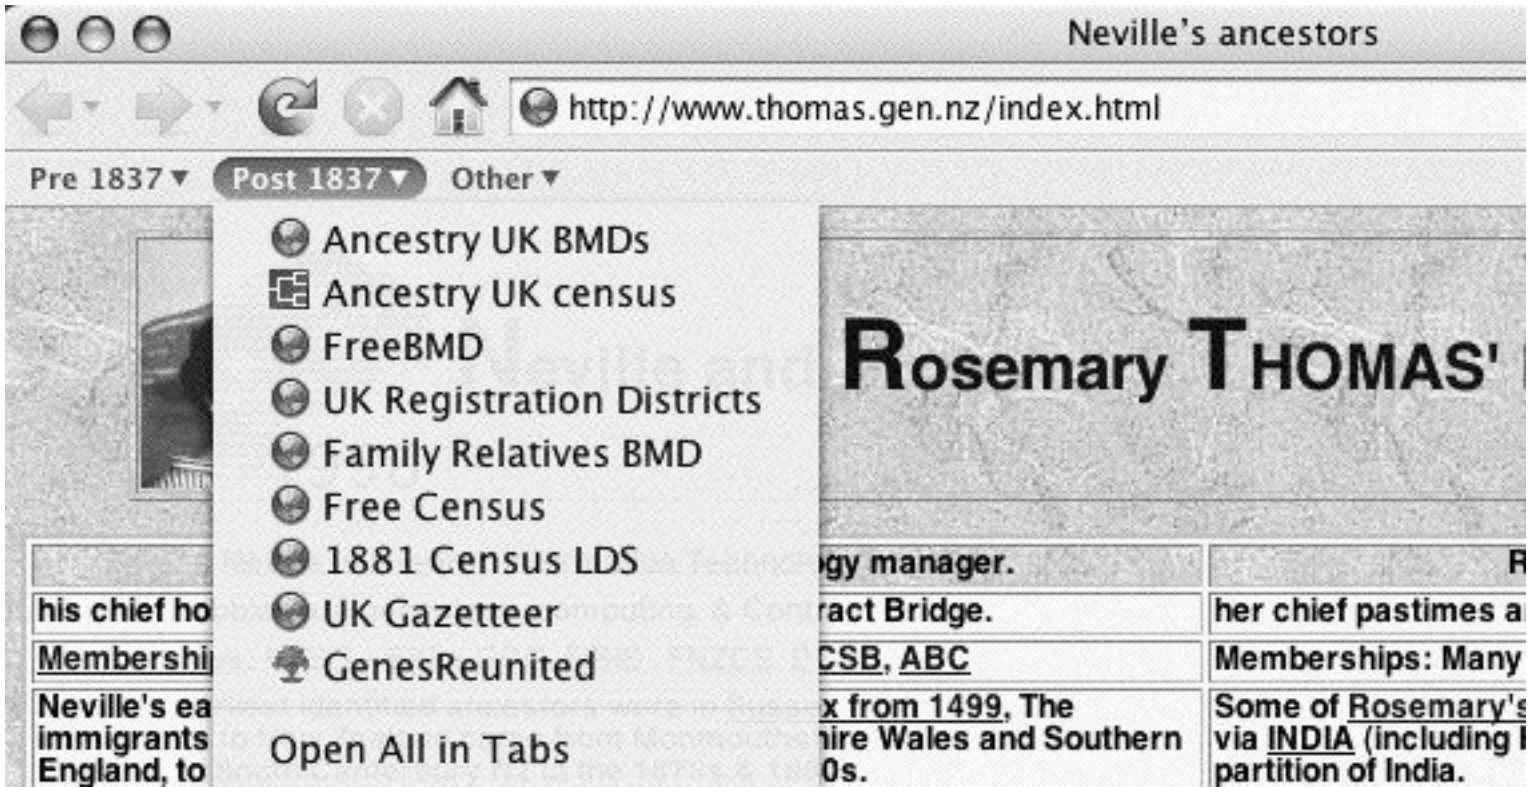 Neville's ancestors
http://www.thomas.gen.nz/index.html
Pre 1837 Post 1837 Other
Ancestry UK BMDs
Ancestry UK census
FreeBMD
UK Registration Districts
Family Relatives BMD
Free Census
1881 Census LDS
UK Gazetteer
GenesReunited
Open All in Tabs
Neville and Rosemary THOMAS'
gy manager.
his chief ho act Bridge. her chief pastimes a
Membershi CSB, ABC Memberships: Many
Neville's ea x from 1499, The Some of Rosemary's
immigrants ire Wales and Southern via INDIA (including
England, to 0s. partition of India.